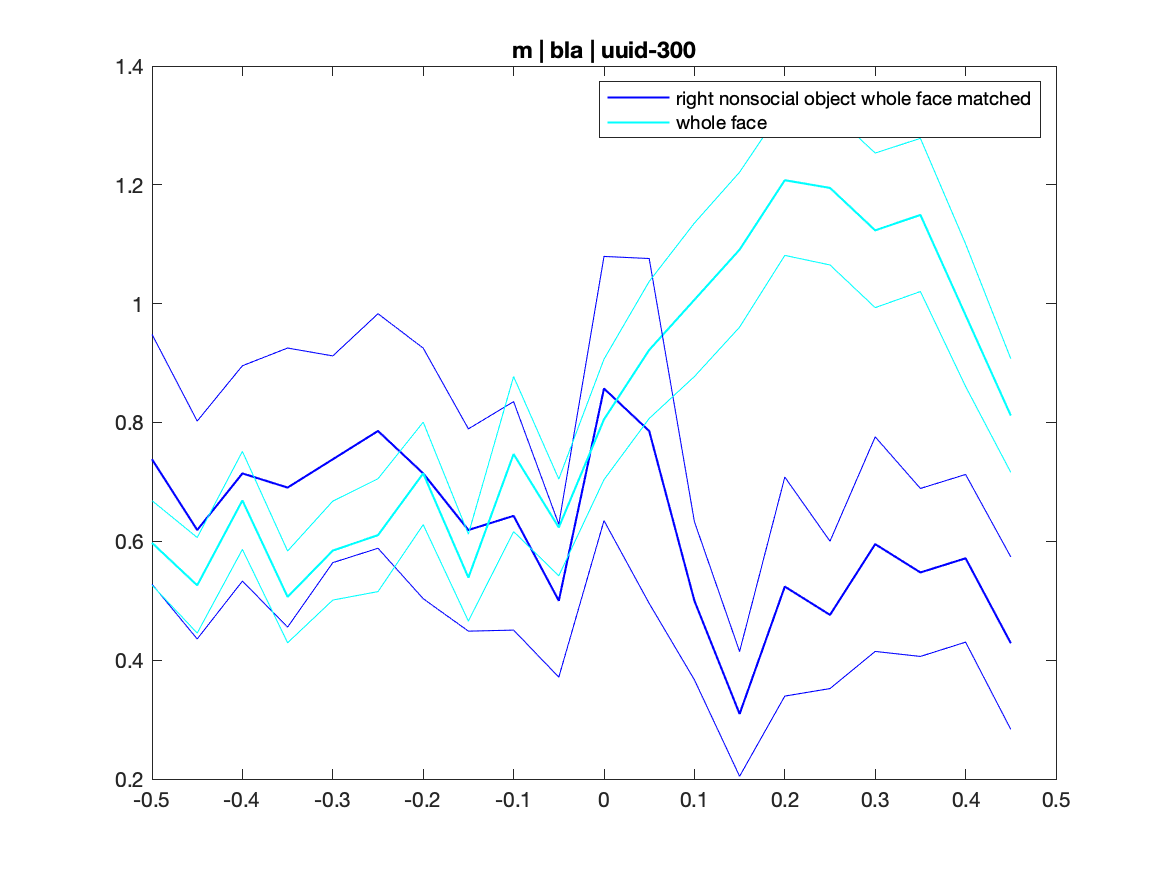 m | bla | uuid-300
right nonsocial object whole face matched
whole face
1.4
1.2
1
0.8
0.6
0.4
0.2
-0.5 -0.4 -0.3 -0.2 -0.1 0 0.1 0.2 0.3 0.4 0.5